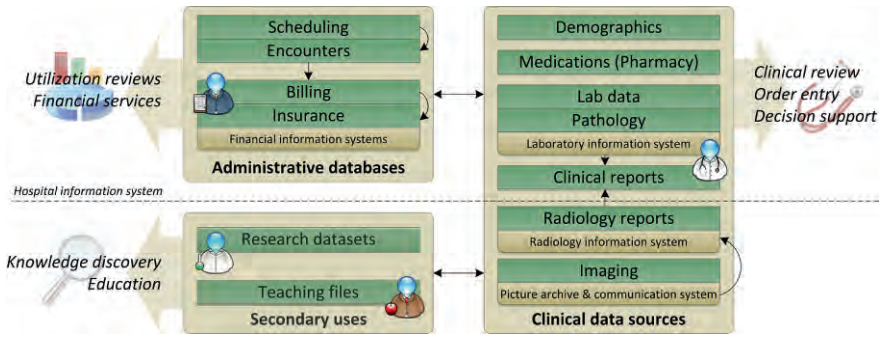 Utilization reviews
Financial services
Scheduling
Encounters
Billing
Insurance
Financial information systems
Administrative databases
Hospital information system
Knowledge discovery
Education
Research datasets
Teaching files
Secondary uses
Demographics
Medications (Pharmacy)
Lab data
Pathology
Laboratory information system
Clinical reports
Radiology reports
Radiology information system
Imaging
Picture archive & communication system
Clinical data sources
Clinical review
Order entry
Decision support